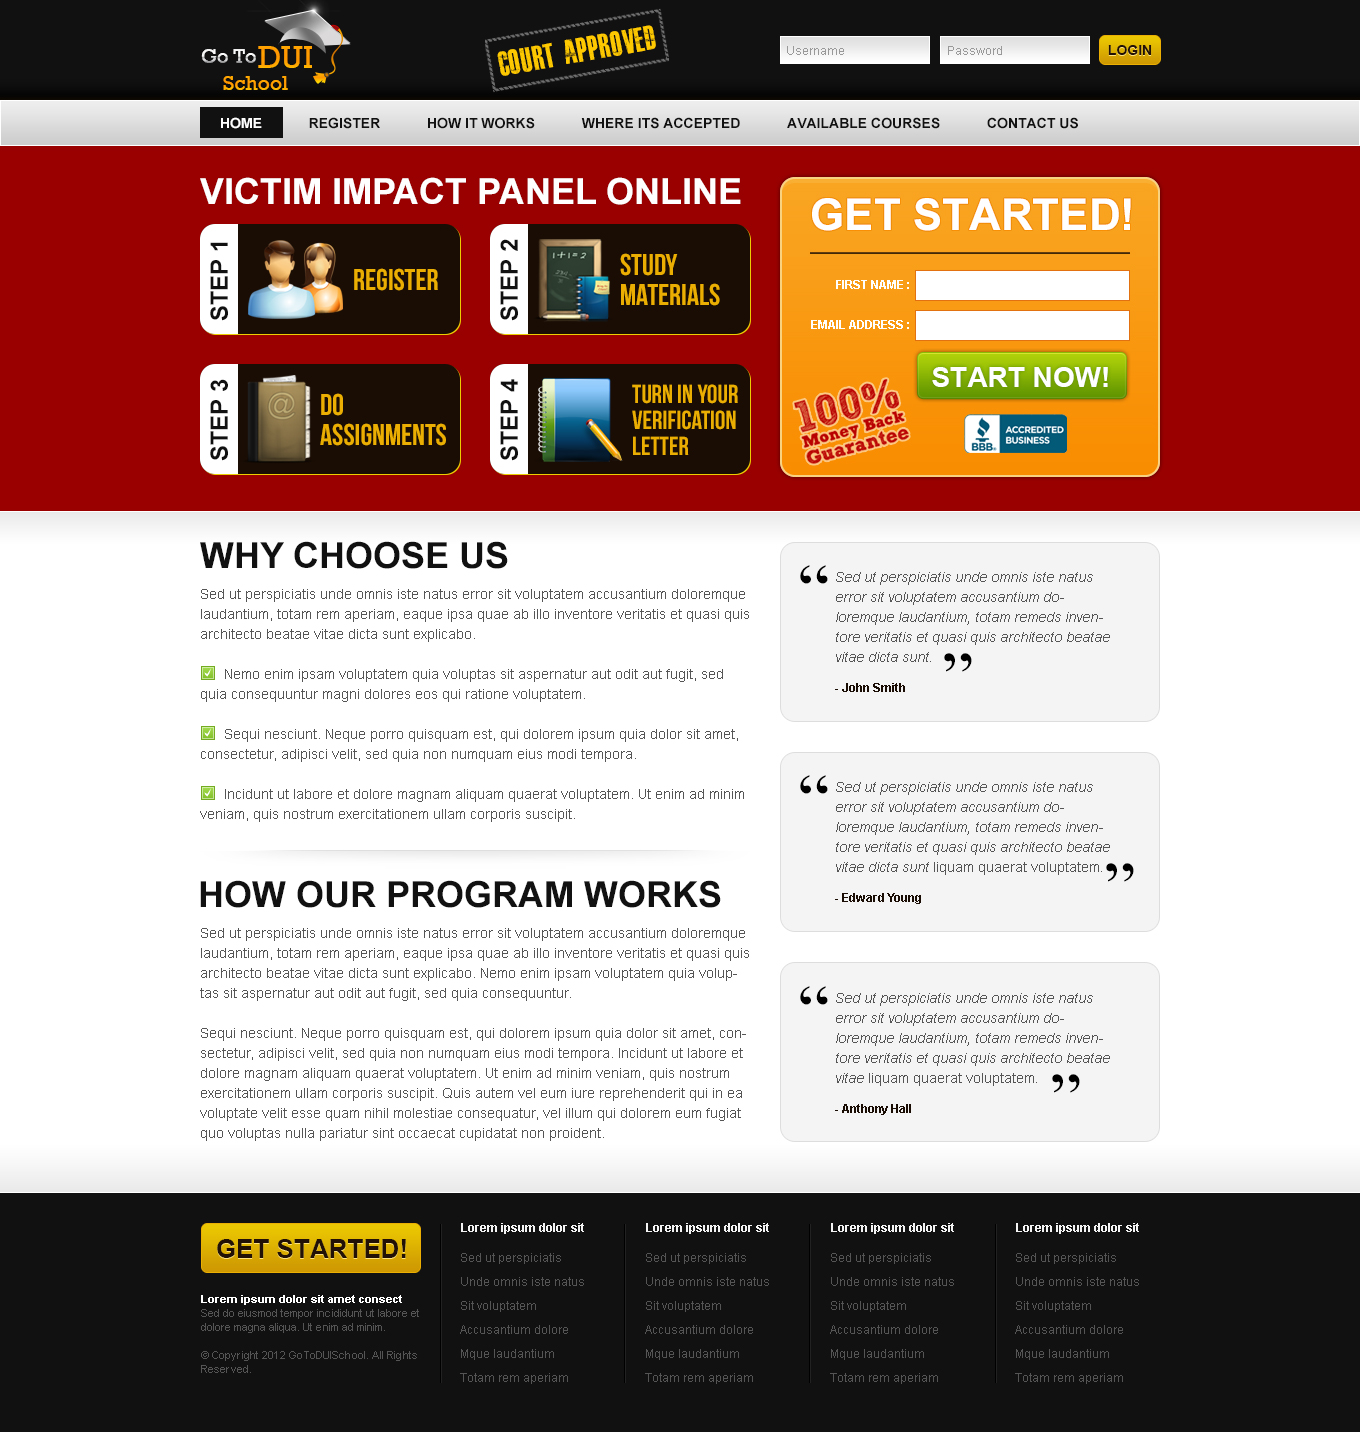 Go To DUI
School
COURT APPROVED
Username
Password
LOGIN
HOME
REGISTER
HOW IT WORKS
WHERE ITS ACCEPTED
AVAILABLE COURSES
CONTACT US
VICTIM IMPACT PANEL ONLINE
STEP 1
REGISTER
STEP 2
1+1=2
STUDY
MATERIALS
STEP 3
@
DO
ASSIGNMENTS
STEP 4
TURN IN YOUR
VERIFICATION
LETTER
GET STARTED!
FIRST NAME :
EMAIL ADDRESS :
START NOW!
100%
Money Back
Guarantee
BBB.
ACCREDITED
BUSINESS
WHY CHOOSE US
Sed ut perspiciatis unde omnis iste natus error sit voluptatem accusantium doloremque
laudantium, totam rem aperiam, eaque ipsa quae ab illo inventore veritatis et quasi quis
architecto beatae vitae dicta sunt explicabo.
Nemo enim ipsam voluptatem quia voluptas sit aspernatur aut odit aut fugit, sed
quia consequuntur magni dolores eos qui ratione voluptatem.
Sequi nesciunt. Neque porro quisquam est, qui dolorem ipsum quia dolor sit amet,
consectetur, adipisci velit, sed quia non numquam eius modi tempora.
Incidunt ut labore et dolore magnam aliquam quaerat voluptatem. Ut enim ad minim
veniam, quis nostrum exercitationem ullam corporis suscipit.
HOW OUR PROGRAM WORKS
Sed ut perspiciatis unde omnis iste natus error sit voluptatem accusantium doloremque
laudantium, totam rem aperiam, eaque ipsa quae ab illo inventore veritatis et quasi quis
architecto beatae vitae dicta sunt explicabo. Nemo enim ipsam voluptatem quia volup-
tas sit aspernatur aut odit aut fugit, sed quia consequuntur.
Sequi nesciunt. Neque porro quisquam est, qui dolorem ipsum quia dolor sit amet, con-
sectetur, adipisci velit, sed quia non numquam eius modi tempora. Incidunt ut labore et
dolore magnam aliquam quaerat voluptatem. Ut enim ad minim veniam, quis nostrum
exercitationem ullam corporis suscipit. Quis autem vel eum iure reprehenderit qui in ea
voluptate velit esse quam nihil molestiae consequatur, vel illum qui dolorem eum fugiat
quo voluptas nulla pariatur sint occaecat cupidatat non proident.
“ Sed ut perspiciatis unde omnis iste natus
error sit voluptatem accusantium do-
loremque laudantium, totam remeds inven-
tore veritatis et quasi quis architecto beatae
vitae dicta sunt. ”
- John Smith
“ Sed ut perspiciatis unde omnis iste natus
error sit voluptatem accusantium do-
loremque laudantium, totam remeds inven-
tore veritatis et quasi quis architecto beatae
vitae dicta sunt liquam quaerat voluptatem. ”
- Edward Young
“ Sed ut perspiciatis unde omnis iste natus
error sit voluptatem accusantium do-
loremque laudantium, totam remeds inven-
tore veritatis et quasi quis architecto beatae
vitae liquam quaerat voluptatem. ”
- Anthony Hall
GET STARTED!
Lorem ipsum dolor sit amet consect
Sed do eiusmod tempor incididunt ut labore et
dolore magna aliqua. Ut enim ad minim.
© Copyright 2012 GoToDUISchool. All Rights
Reserved.
Lorem ipsum dolor sit
Sed ut perspiciatis
Unde omnis iste natus
Sit voluptatem
Accusantium dolore
Mque laudantium
Totam rem aperiam
Lorem ipsum dolor sit
Sed ut perspiciatis
Unde omnis iste natus
Sit voluptatem
Accusantium dolore
Mque laudantium
Totam rem aperiam
Lorem ipsum dolor sit
Sed ut perspiciatis
Unde omnis iste natus
Sit voluptatem
Accusantium dolore
Mque laudantium
Totam rem aperiam
Lorem ipsum dolor sit
Sed ut perspiciatis
Unde omnis iste natus
Sit voluptatem
Accusantium dolore
Mque laudantium
Totam rem aperiam